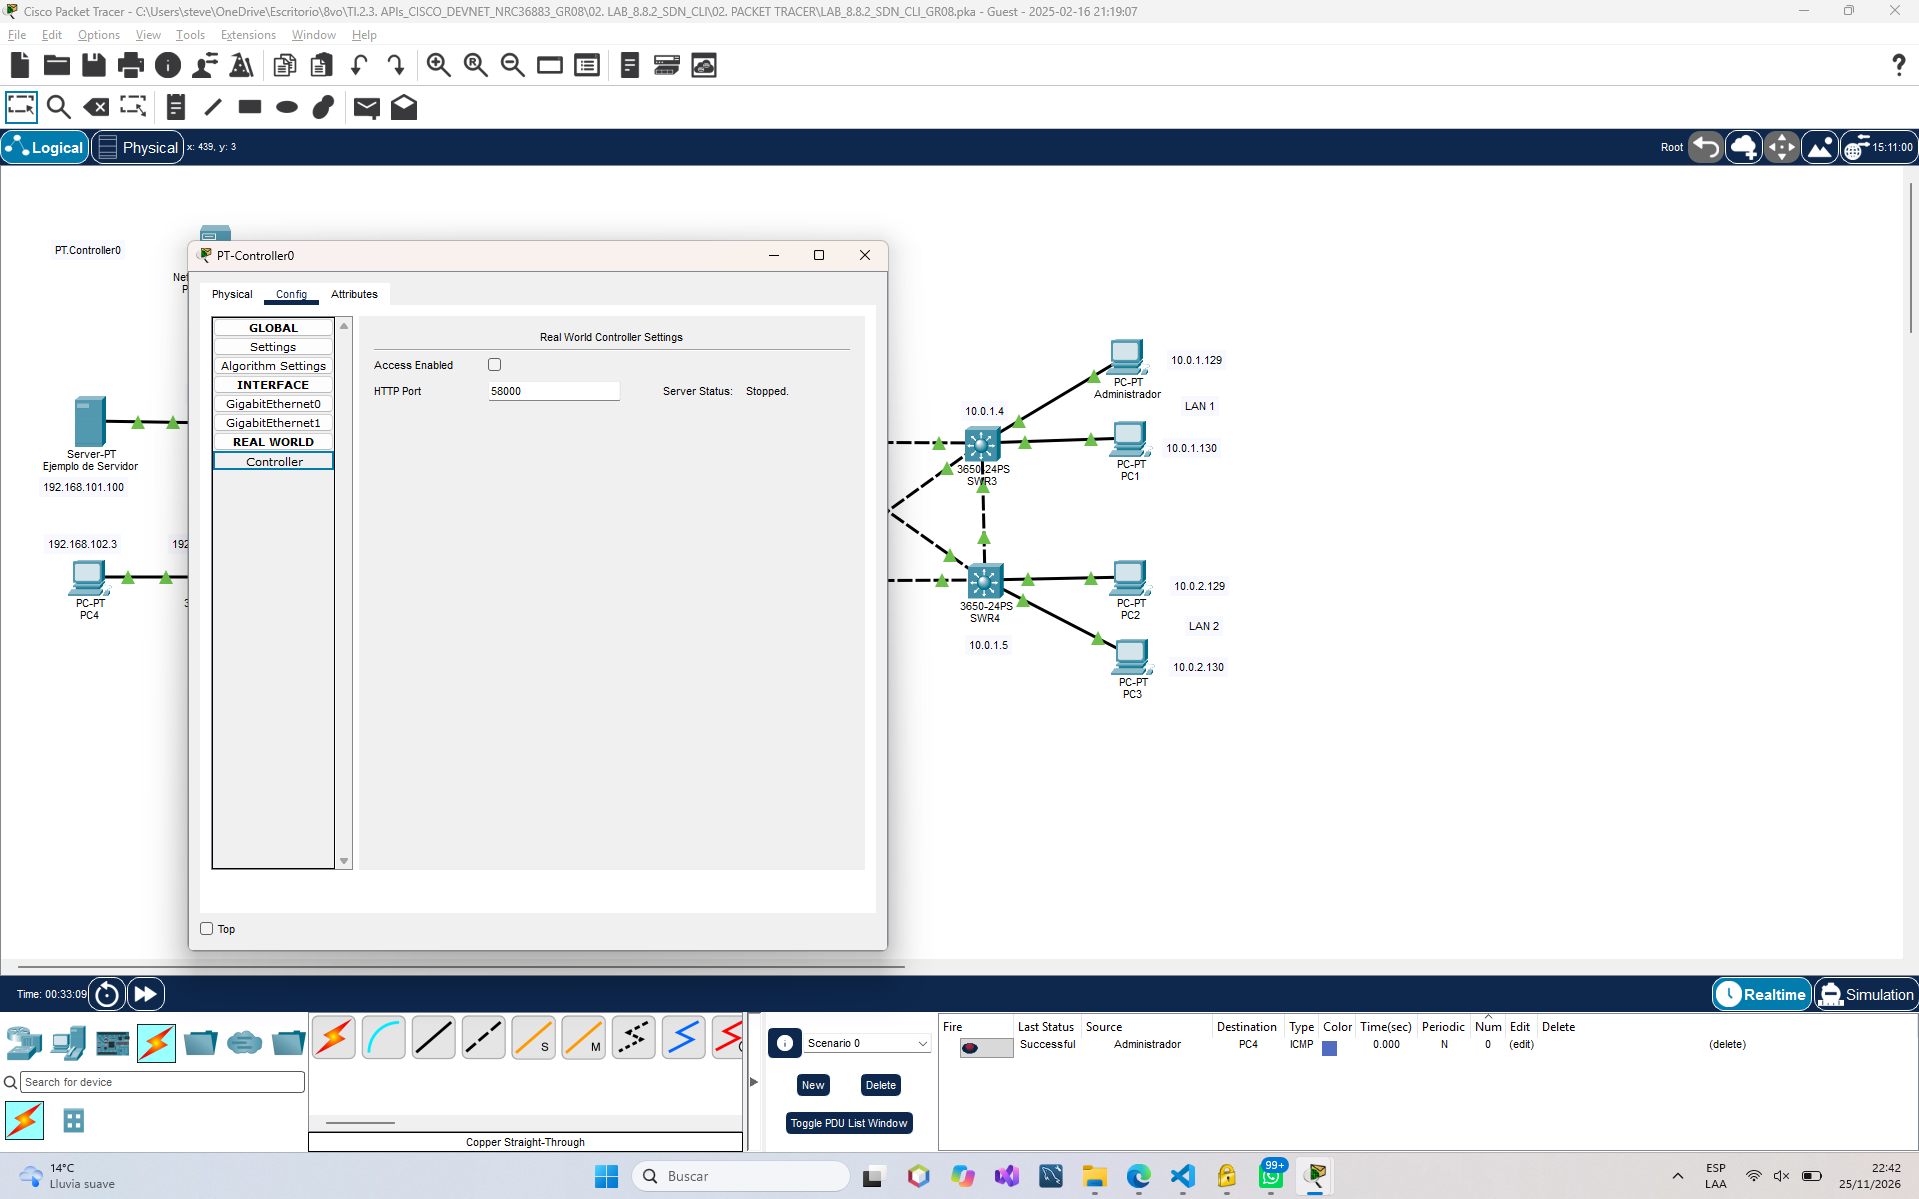 Cisco Packet Tracer - C:\Users\steve\OneDrive\Escritorio\8vo\TI.2.3. APIs_CISCO_DEVNET_NRC36883_GR08\02. LAB_8.8.2_SDN_CLI\02. PACKET TRACER\LAB_8.8.2_SDN_CLI_GR08.pka - Guest - 2025-02-16 21:19:07
File Edit Options View Tools Extensions Window Help
Logical Physical x: 439, y: 3 Root 15:11:00
PT.Controller0
Net
P
PT-Controller0
Physical Config Attributes
GLOBAL
Settings
Algorithm Settings
INTERFACE
GigabitEthernet0
GigabitEthernet1
REAL WORLD
Controller
Real World Controller Settings
Access Enabled
HTTP Port 58000 Server Status: Stopped.
Top
Server-PT
Ejemplo de Servidor
192.168.101.100
192.168.102.3
192
PC-PT
PC4
3
10.0.1.129
PC-PT
Administrador
LAN 1
10.0.1.4
3650-24PS
SWR3
10.0.1.130
PC-PT
PC1
3650-24PS
SWR4
10.0.1.5
10.0.2.129
PC-PT
PC2
LAN 2
10.0.2.130
PC-PT
PC3
Time: 00:33:09 Realtime Simulation
S M
Search for device
Copper Straight-Through
Scenario 0
New Delete
Toggle PDU List Window
Fire Last Status Source Destination Type Color Time(sec) Periodic Num Edit Delete
Successful Administrador PC4 ICMP 0.000 N 0 (edit) (delete)
14°C
Lluvia suave
Buscar
99+
ESP
LAA
22:42
25/11/2026